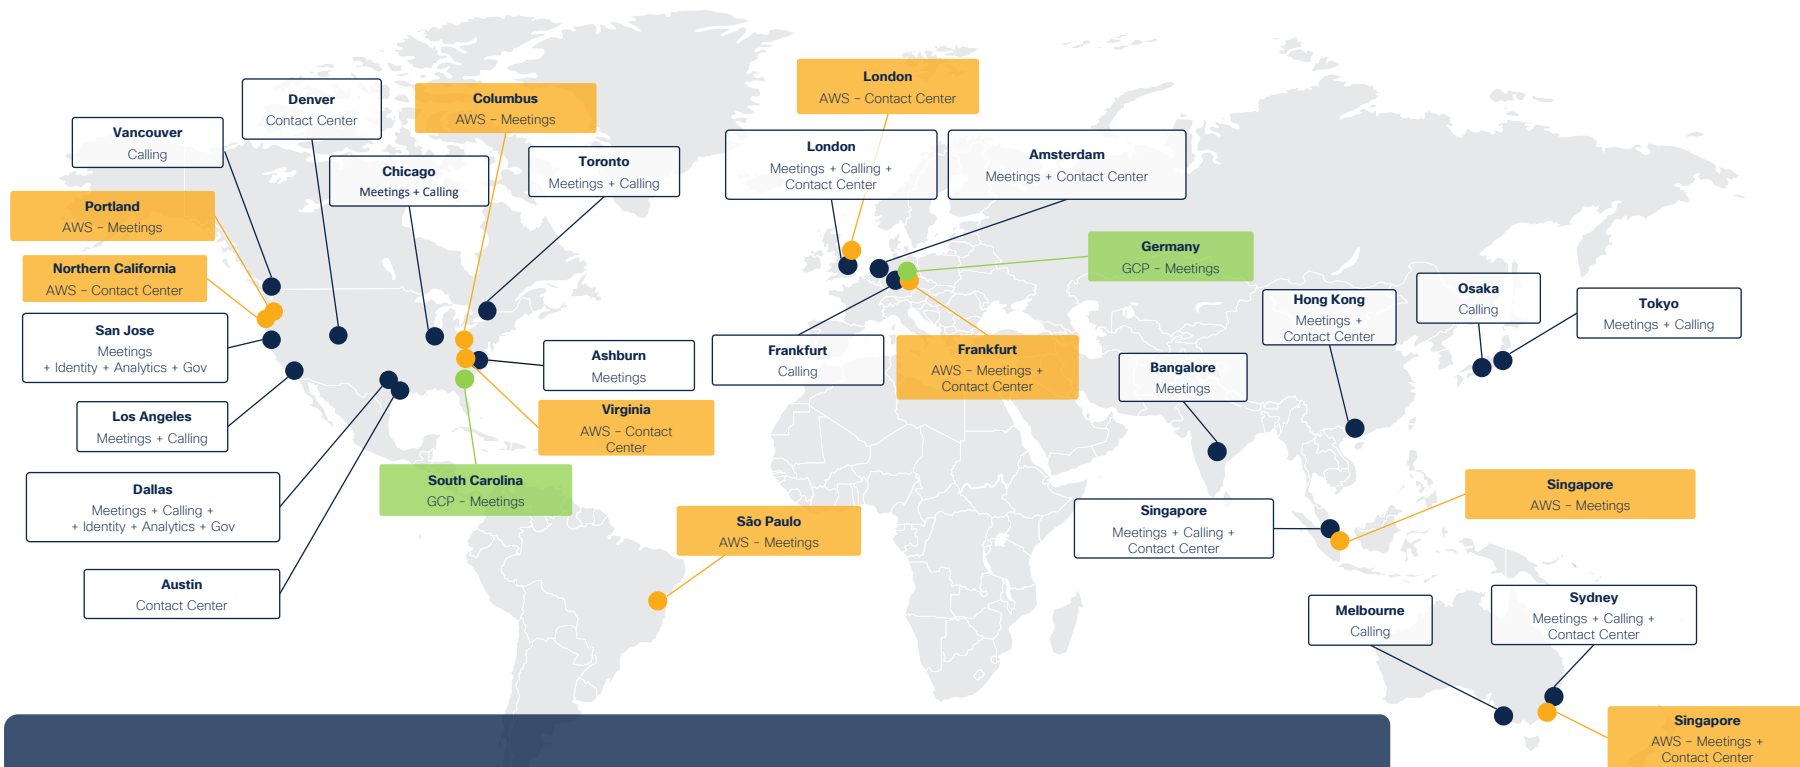 London
AWS – Contact Center
Denver
Contact Center
Columbus
AWS – Meetings
Vancouver
Calling
Chicago
Meetings + Calling
Toronto
Meetings + Calling
London
Meetings + Calling +
Contact Center
Amsterdam
Meetings + Contact Center
Portland
AWS – Meetings
Northern California
AWS – Contact Center
San Jose
Meetings
+ Identity + Analytics + Gov
Los Angeles
Meetings + Calling
Dallas
Meetings + Calling +
+ Identity + Analytics + Gov
Austin
Contact Center
Ashburn
Meetings
Virginia
AWS – Contact
Center
South Carolina
GCP – Meetings
São Paulo
AWS – Meetings
Germany
GCP – Meetings
Frankfurt
Calling
Frankfurt
AWS – Meetings +
Contact Center
Hong Kong
Meetings +
Contact Center
Osaka
Calling
Tokyo
Meetings + Calling
Bangalore
Meetings
Singapore
Meetings + Calling +
Contact Center
Singapore
AWS – Meetings
Melbourne
Calling
Sydney
Meetings + Calling +
Contact Center
Singapore
AWS – Meetings +
Contact Center